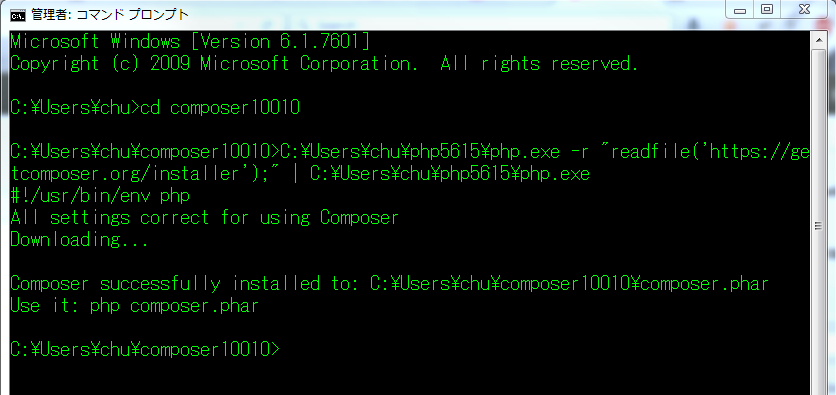 管理者: コマンド プロンプト
Microsoft Windows [Version 6.1.7601]
Copyright (c) 2009 Microsoft Corporation.  All rights reserved.
C:¥Users¥chu>cd composer10010
C:¥Users¥chu¥composer10010>C:¥Users¥chu¥php5615¥php.exe -r "readfile('https://ge
tcomposer.org/installer');" | C:¥Users¥chu¥php5615¥php.exe
#!/usr/bin/env php
All settings correct for using Composer
Downloading...
Composer successfully installed to: C:¥Users¥chu¥composer10010¥composer.phar
Use it: php composer.phar
C:¥Users¥chu¥composer10010>